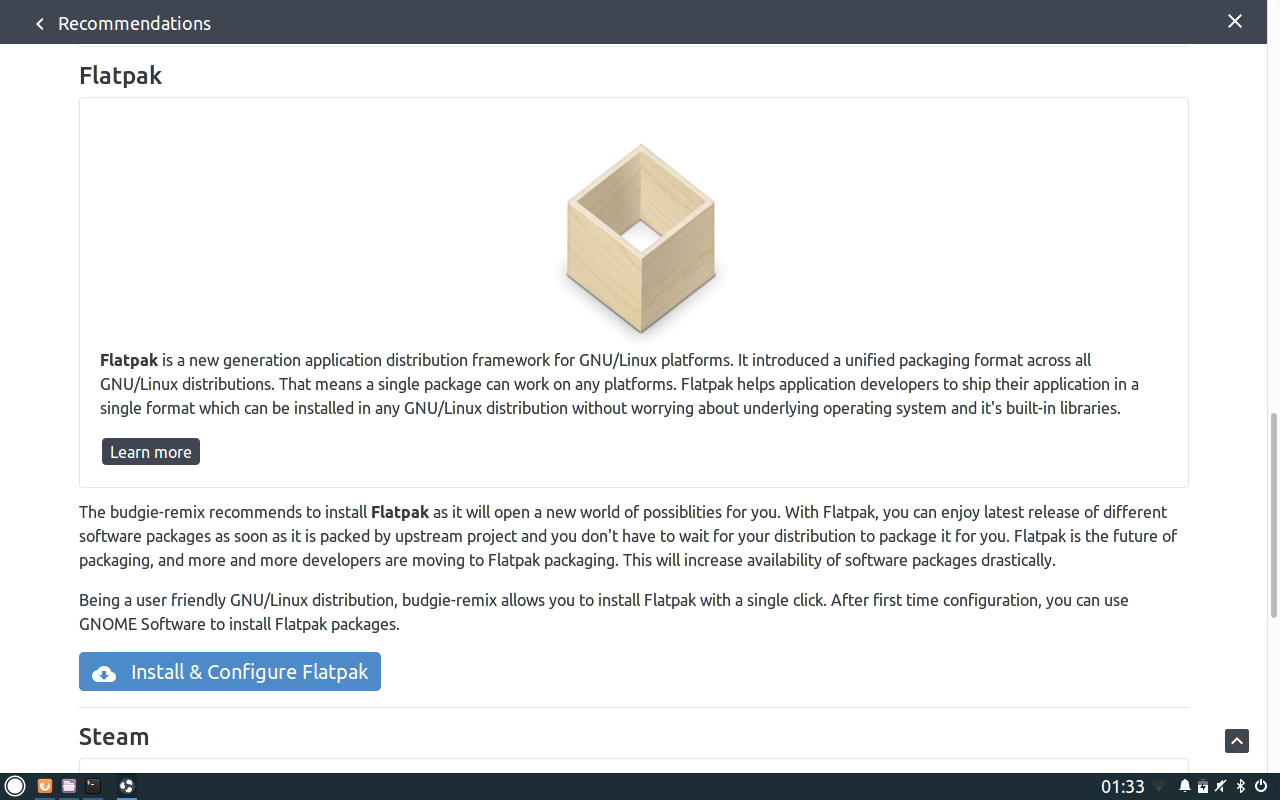 Recommendations
Flatpak
Flatpak is a new generation application distribution framework for GNU/Linux platforms. It introduced a unified packaging format across all
GNU/Linux distributions. That means a single package can work on any platforms. Flatpak helps application developers to ship their application in a
single format which can be installed in any GNU/Linux distribution without worrying about underlying operating system and it's built-in libraries.
Learn more
The budgie-remix recommends to install Flatpak as it will open a new world of possiblities for you. With Flatpak, you can enjoy latest release of different
software packages as soon as it is packed by upstream project and you don't have to wait for your distribution to package it for you. Flatpak is the future of
packaging, and more and more developers are moving to Flatpak packaging. This will increase availability of software packages drastically.
Being a user friendly GNU/Linux distribution, budgie-remix allows you to install Flatpak with a single click. After first time configuration, you can use
GNOME Software to install Flatpak packages.
Install & Configure Flatpak
Steam
01:33